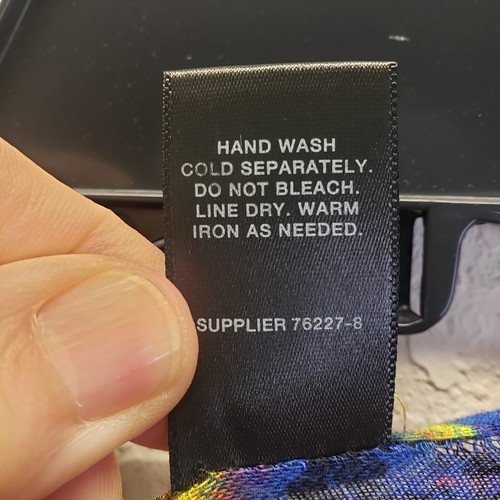 HAND WASH
COLD SEPARATELY.
DO NOT BLEACH.
LINE DRY. WARM
IRON AS NEEDED.
SUPPLIER 76227-8